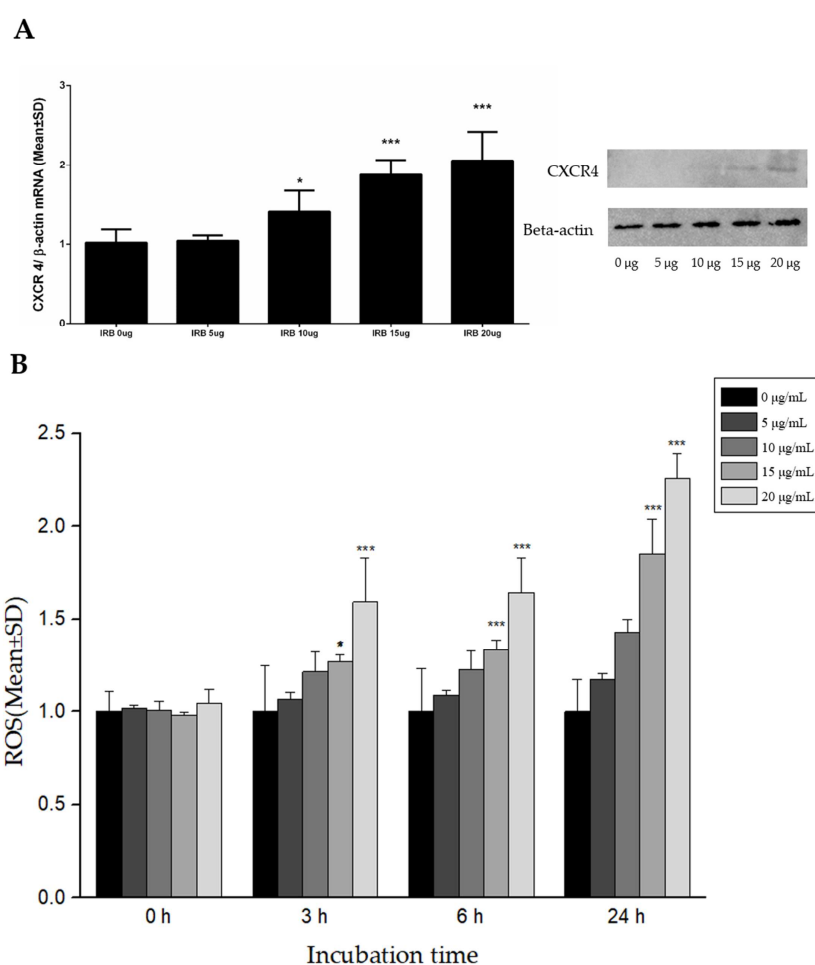 A
CXCR 4/ β-actin mRNA (Mean±SD)
3
2
1
0
*
***
***
IRB 0ug IRB 5ug IRB 10ug IRB 15ug IRB 20ug
CXCR4
Beta-actin
0 μg 5 μg 10 μg 15 μg 20 μg
B
0 μg/mL
5 μg/mL
10 μg/mL
15 μg/mL
20 μg/mL
ROS(Mean±SD)
2.5
2.0
1.5
1.0
0.5
0.0
*
***
***
***
***
***
0 h 3 h 6 h 24 h
Incubation time